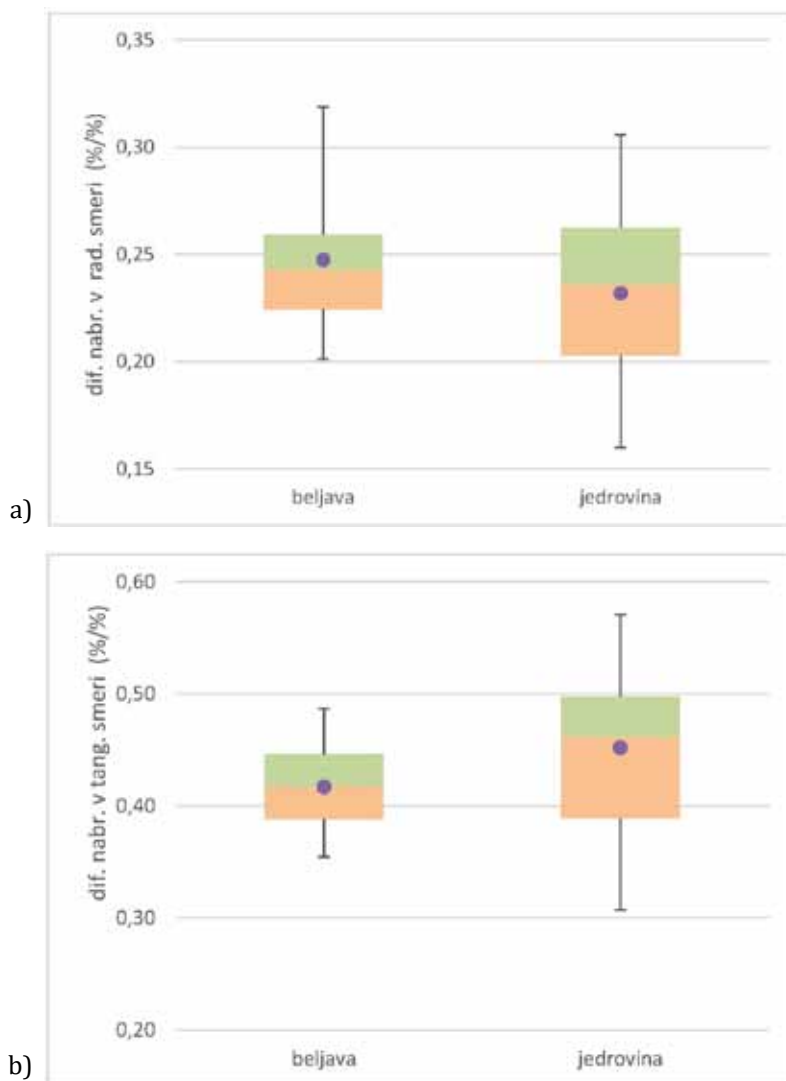 0,35
0,30
0,25
0,20
0,15
dif. nabr. v rad. smeri (%/%)
beljava
jedrovina
a)
0,60
0,50
0,40
0,30
0,20
dif. nabr. v tang. smeri (%/%)
beljava
jedrovina
b)